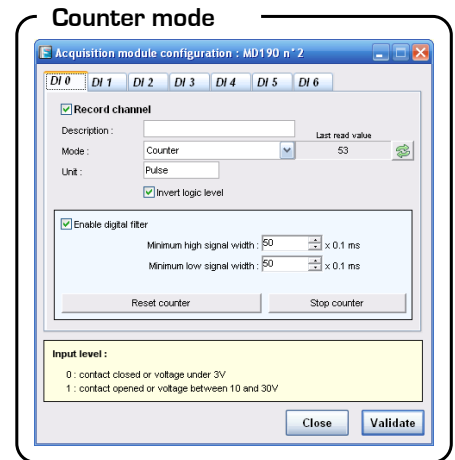 Counter mode
Acquisition module configuration : MD190 n°2
DI 0 DI 1 DI 2 DI 3 DI 4 DI 5 DI 6
Record channel
Description :
Last read value
Mode : Counter 53
Unit : Pulse
Invert logic level
Enable digital filter
Minimum high signal width : 50 x 0.1 ms
Minimum low signal width : 50 x 0.1 ms
Reset counter Stop counter
Input level :
0 : contact closed or voltage under 3V
1 : contact opened or voltage between 10 and 30V
Close Validate